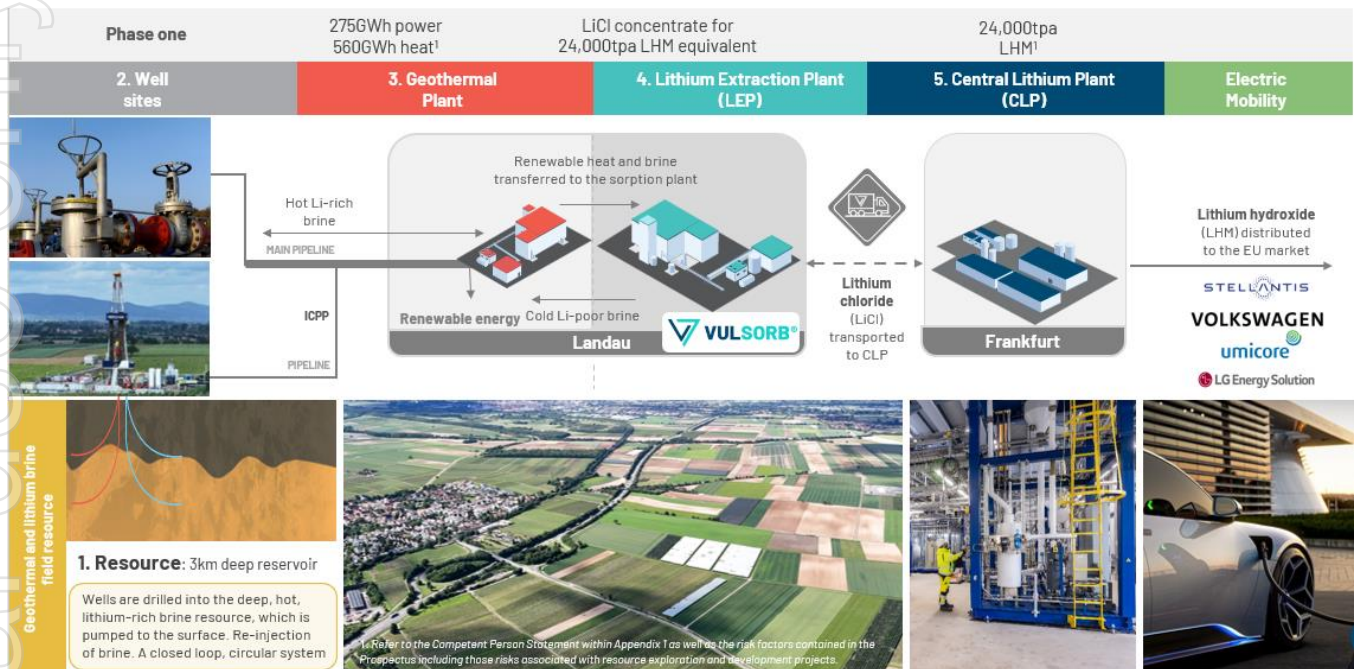 Phase one
275GWh power
560GWh heat¹
LiCl concentrate for
24,000tpa LHM equivalent
24,000tpa
LHM¹
2. Well
sites
3. Geothermal
Plant
4. Lithium Extraction Plant
(LEP)
5. Central Lithium Plant
(CLP)
Electric
Mobility
Renewable heat and brine
transferred to the sorption plant
Hot Li-rich
brine
MAIN PIPELINE
ICPP
PIPELINE
Renewable energy
Cold Li-poor brine
VULSORB®
Landau
Lithium
chloride
(LiCl)
transported
to CLP
Frankfurt
Lithium hydroxide
(LHM) distributed
to the EU market
STELLANTIS
VOLKSWAGEN
umicore
LG Energy Solution
Geothermal and lithium brine
field resource
1. Resource: 3km deep reservoir
Wells are drilled into the deep, hot,
lithium-rich brine resource, which is
pumped to the surface. Re-injection
of brine. A closed loop, circular system
1. Refer to the Competent Person Statement within Appendix 1 as well as the risk factors contained in the
Prospectus including those risks associated with resource exploration and development projects.